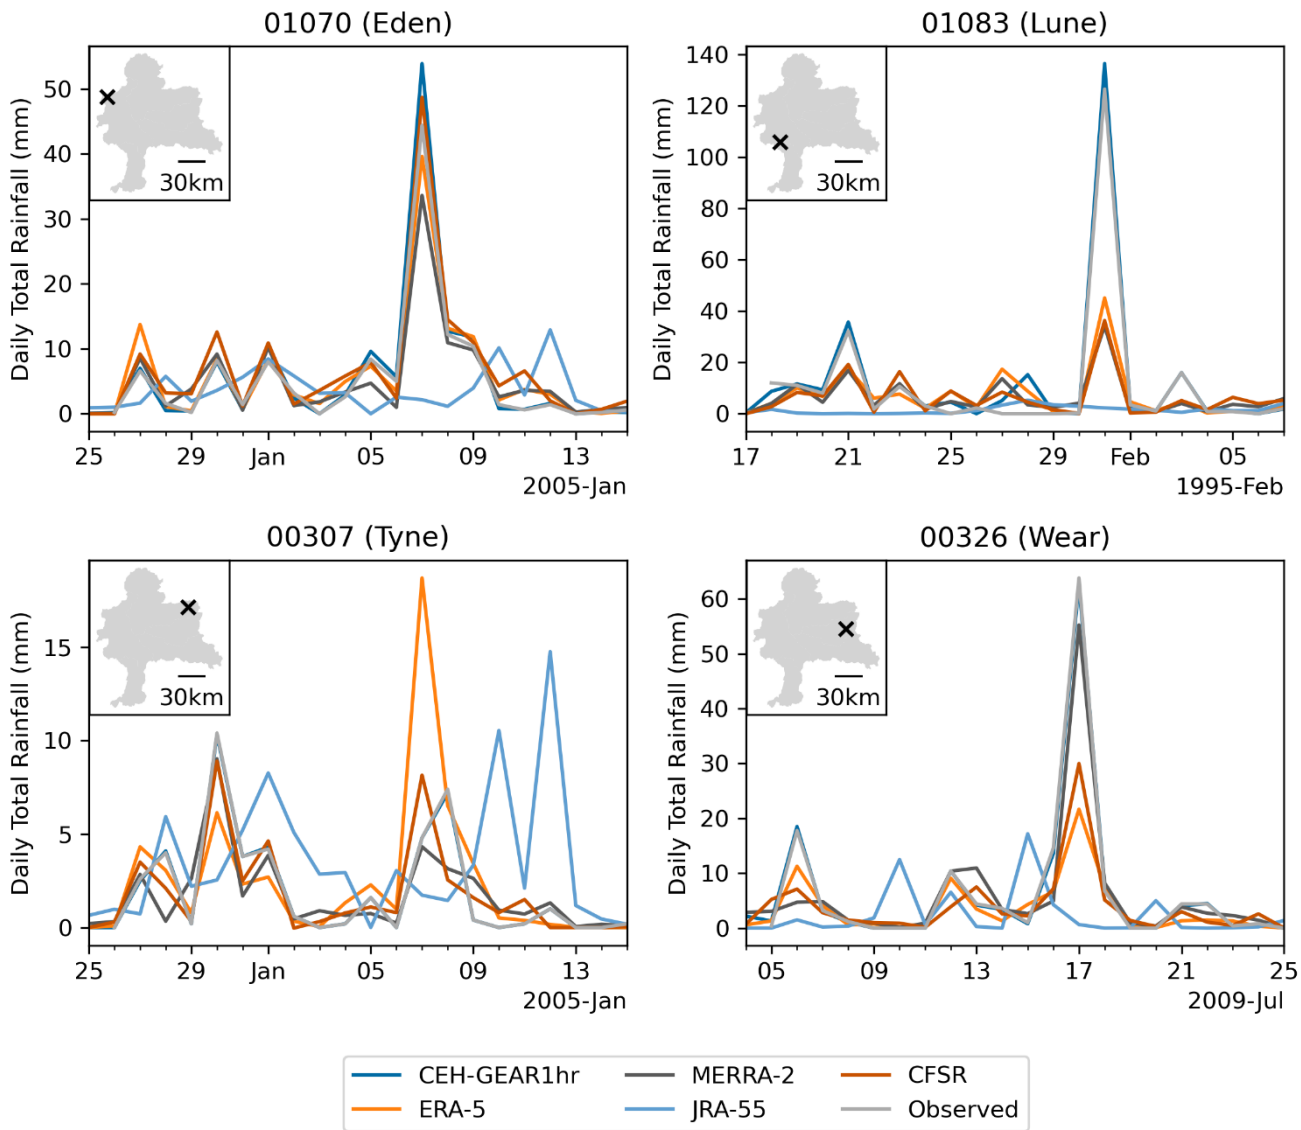 01070 (Eden)
Daily Total Rainfall (mm)
50
40
30
20
10
0
30km
25
29
Jan
05
09
13
2005-Jan
01083 (Lune)
Daily Total Rainfall (mm)
140
120
100
80
60
40
20
0
30km
17
21
25
29
Feb
05
1995-Feb
00307 (Tyne)
Daily Total Rainfall (mm)
15
10
5
0
30km
25
29
Jan
05
09
13
2005-Jan
00326 (Wear)
Daily Total Rainfall (mm)
60
50
40
30
20
10
0
30km
05
09
13
17
21
25
2009-Jul
CEH-GEAR1hr
MERRA-2
CFSR
ERA-5
JRA-55
Observed